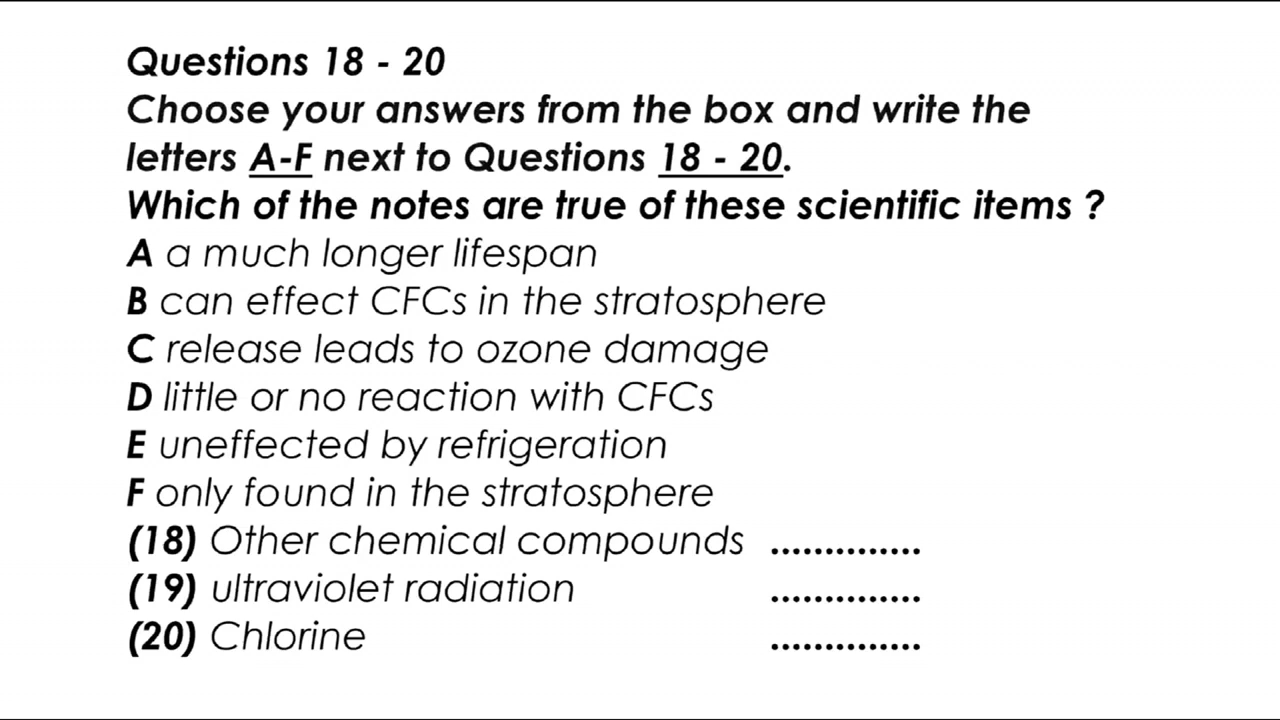 Questions 18 - 20
Choose your answers from the box and write the
letters A-F next to Questions 18 - 20.
Which of the notes are true of these scientific items ?
A a much longer lifespan
B can effect CFCs in the stratosphere
C release leads to ozone damage
D little or no reaction with CFCs
E uneffected by refrigeration
F only found in the stratosphere
(18) Other chemical compounds ..............
(19) ultraviolet radiation ..............
(20) Chlorine ..............